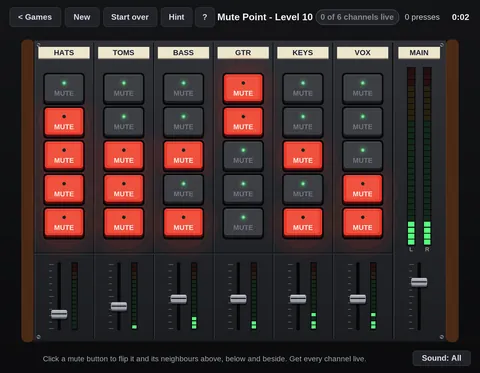 < Games New Start over Hint ? Mute Point - Level 10 0 of 6 channels live 0 presses 0:02
HATS TOMS BASS GTR KEYS VOX MAIN
MUTE MUTE MUTE MUTE MUTE MUTE
MUTE MUTE MUTE MUTE MUTE MUTE
MUTE MUTE MUTE MUTE MUTE MUTE
MUTE MUTE MUTE MUTE MUTE MUTE
MUTE MUTE MUTE MUTE MUTE MUTE
L R
Click a mute button to flip it and its neighbours above, below and beside. Get every channel live.
Sound: All